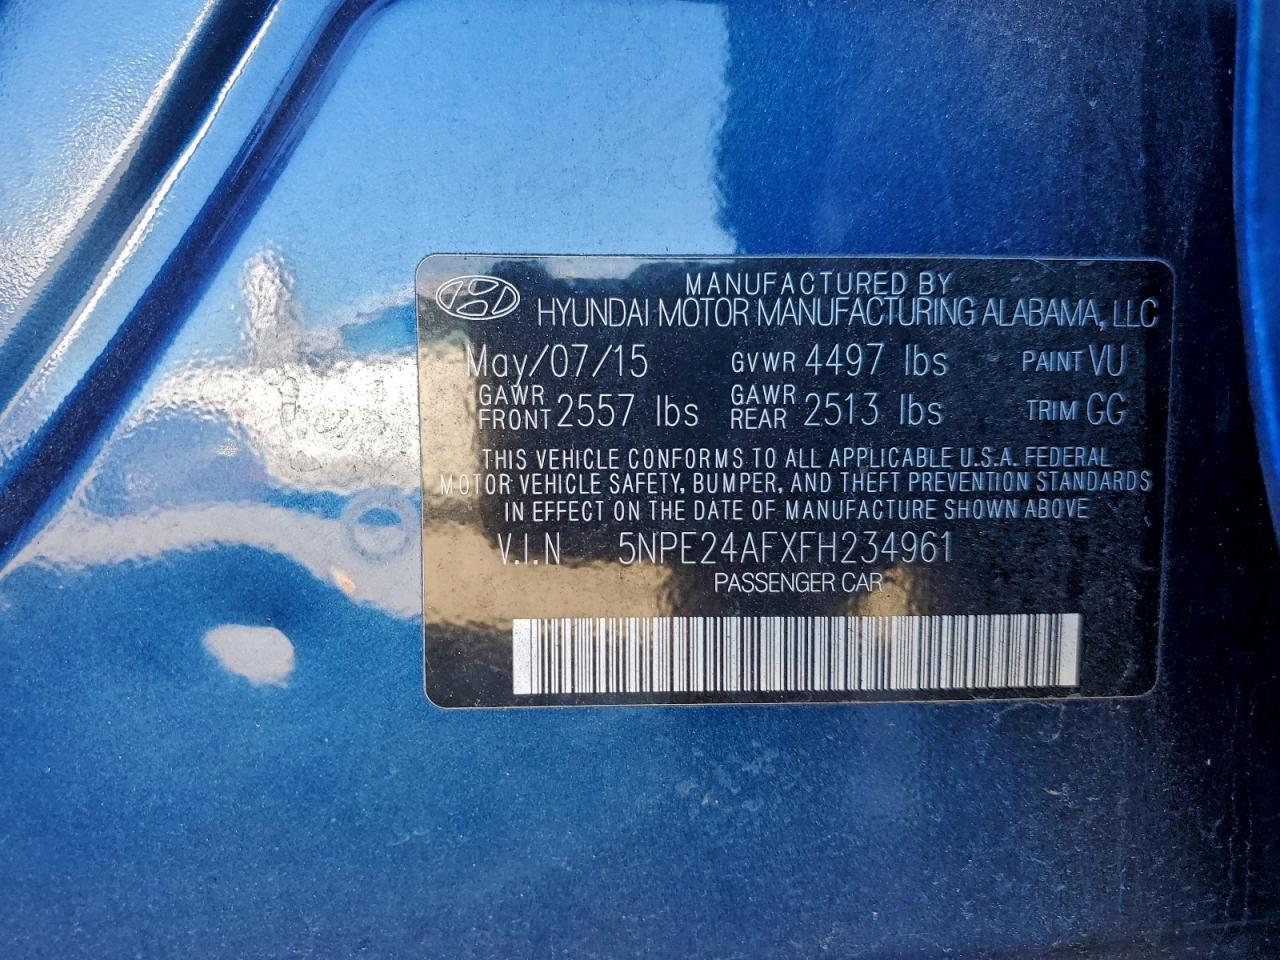 MANUFACTURED BY
HYUNDAI MOTOR MANUFACTURING ALABAMA, LLC
May/07/15 GVWR 4497 lbs PAINT VU
GAWR FRONT 2557 lbs GAWR REAR 2513 lbs TRIM GG
THIS VEHICLE CONFORMS TO ALL APPLICABLE U.S.A. FEDERAL
MOTOR VEHICLE SAFETY, BUMPER, AND THEFT PREVENTION STANDARDS
IN EFFECT ON THE DATE OF MANUFACTURE SHOWN ABOVE
V.I.N 5NPE24AFXFH234961
PASSENGER CAR